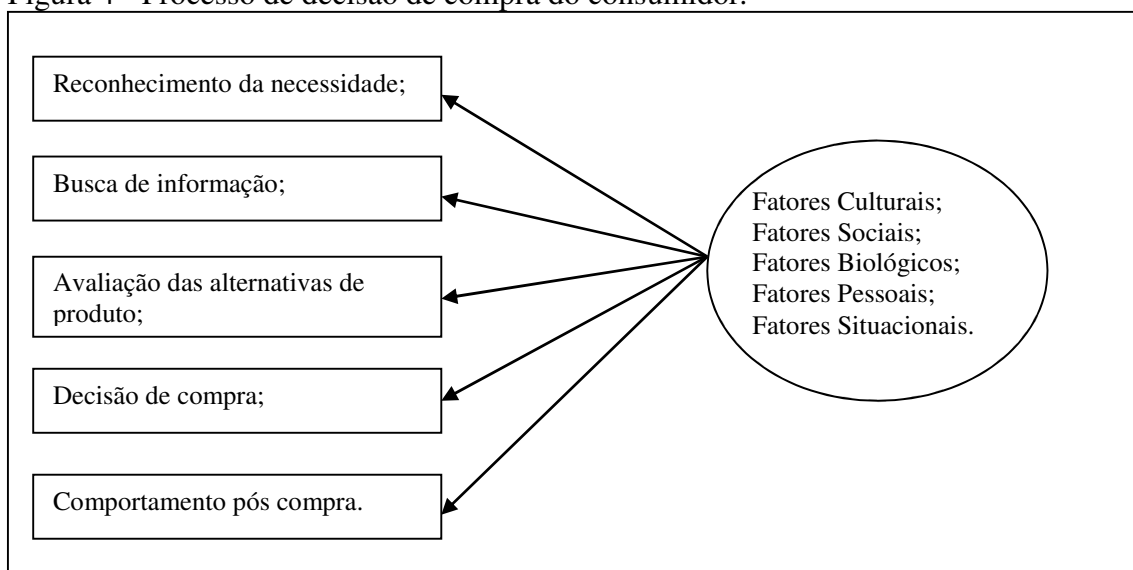 Figura 4 - Processo de decisão de compra do consumidor.
Reconhecimento da necessidade;
Busca de informação;
Avaliação das alternativas de
produto;
Decisão de compra;
Comportamento pós compra.
Fatores Culturais;
Fatores Sociais;
Fatores Biológicos;
Fatores Pessoais;
Fatores Situacionais.